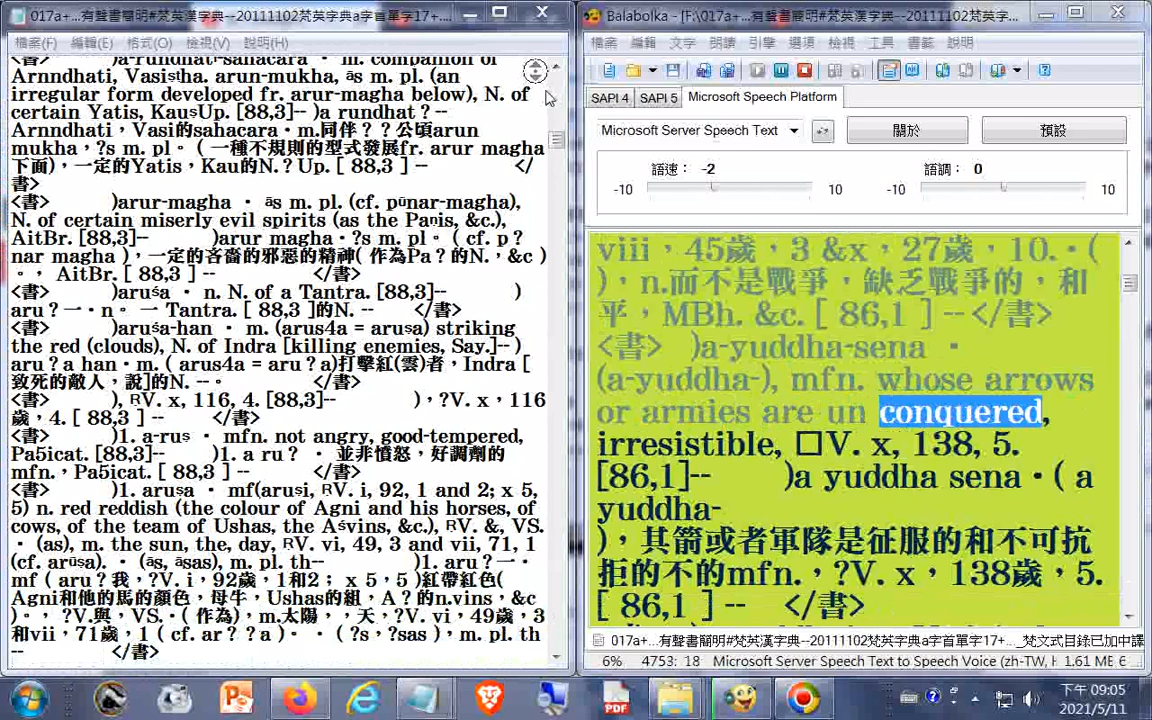 017a+...有聲書簡明#梵英漢字典--20111102梵英字典a字首單字17+...
檔案(F) 編輯(E) 格式(O) 檢視(V) 說明(H)
<書> )a-rundhati-sahacara · m. companion of
Arnndhati, Vasistha. arun-mukha, ās m. pl. (an
irregular form developed fr. arur-magha below), N. of
certain Yatis, KausUp. [88,3]-- )a rundhat ? --
Arnndhati，Vasi的sahacara · m.同伴？？公頃arun
mukha，?s m. pl。 ( 一種不規則的型式發展fr. arur magha
下面)，一定的Yatis，Kau的N. ? Up. [ 88,3 ] -- </
書>
<書> )arur-magha · ās m. pl. (cf. pūnar-magha),
N. of certain miserly evil spirits (as the Paṇis, &c.),
AitBr. [88,3]-- )arur magha · ?s m. pl。 ( cf. p ?
nar magha )，一定的吝嗇的邪惡的精神( 作為Pa ? 的N.，&c )
。，AitBr. [ 88,3 ] -- </書>
<書> )arusa · n. N. of a Tantra. [88,3]-- )
aru ? 一 · n。 一 Tantra. [ 88,3 ]的N. -- </書>
<書> )arusa-han · m. (arus4a = arusa) striking
the red (clouds), N. of Indra [killing enemies, Say.]-- )
aru ? a han · m. ( arus4a = aru ? a)打擊紅(雲)者，Indra [
致死的敵人，說]的N. --。 </書>
<書> ), RV. x, 116, 4. [88,3]-- )，?V. x，116
歲，4. [ 88,3 ] -- </書>
<書> )1. a-rus · mfn. not angry, good-tempered,
Pa5icat. [88,3]-- )1. a ru ? · 並非憤怒，好調劑的
mfn.，Pa5icat. [ 88,3 ] -- </書>
<書> )1. arusa · mf(arusi, RV. i, 92, 1 and 2; x 5,
5) n. red reddish (the colour of Agni and his horses, of
cows, of the team of Ushas, the Aśvins, &c.), RV. &, VS.
· (as), m. the sun, the, day, RV. vi, 49, 3 and vii, 71, 1
(cf. arūsa). · (ās, āsas), m. pl. th-- )1. aru ? 一 ·
mf ( aru ? 我，?V. i，92歲，1和2； x 5，5 )紅帶紅色(
Agni和他的馬的顏色，母牛，Ushas的組，A ? 的n.vins，&c
)。，?V.與，VS. · ( 作為)，m.太陽，，天，?V. vi，49歲，3
和vii，71歲，1 ( cf. ar ? ? a ) · · ( ?s，?sas )，m. pl. th
-- </書>
Balabolka - [F:\017a+...有聲書簡明#梵英漢字典--20111102梵英字...
檔案 編輯 文字 朗讀 引擎 選項 檢視 工具 書籤 說明
SAPI 4 SAPI 5 Microsoft Speech Platform
Microsoft Server Speech Text 關於 預設
語速： -2 語調： 0
-10 10 -10 10
viii，45歲，3 &x，27歲，10. · (
)，n.而不是戰爭，缺乏戰爭的，和
平，MBh. &c. [ 86,1 ] --</書>
<書> )a-yuddha-sena ·
(a-yuddha-), mfn. whose arrows
or armies are un conquered,
irresistible, □V. x, 138, 5.
[86,1]-- )a yuddha sena · ( a
yuddha-
)，其箭或者軍隊是征服的和不可抗
拒的不的mfn.，?V. x，138歲，5.
[ 86,1 ] -- </書>
017a+...有聲書簡明#梵英漢字典--20111102梵英字典a字首單字17+..._梵文式目錄已加中譯
6% 4753: 18 Microsoft Server Speech Text to Speech Voice (zh-TW, H 1.61 MB 6
下午 09:05
2021/5/11